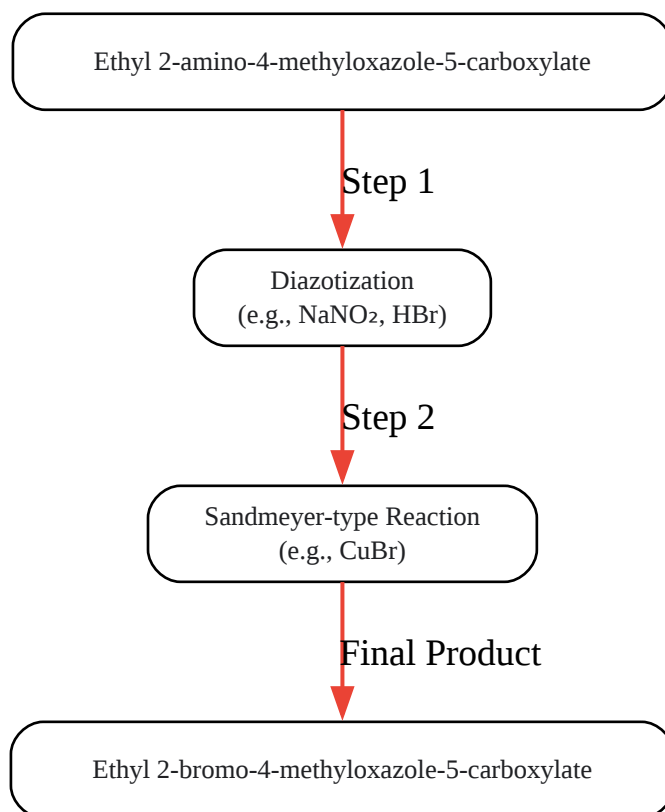 Ethyl 2-amino-4-methyloxazole-5-carboxylate
Step 1
Diazotization
(e.g., NaNO₂, HBr)
Step 2
Sandmeyer-type Reaction
(e.g., CuBr)
Final Product
Ethyl 2-bromo-4-methyloxazole-5-carboxylate